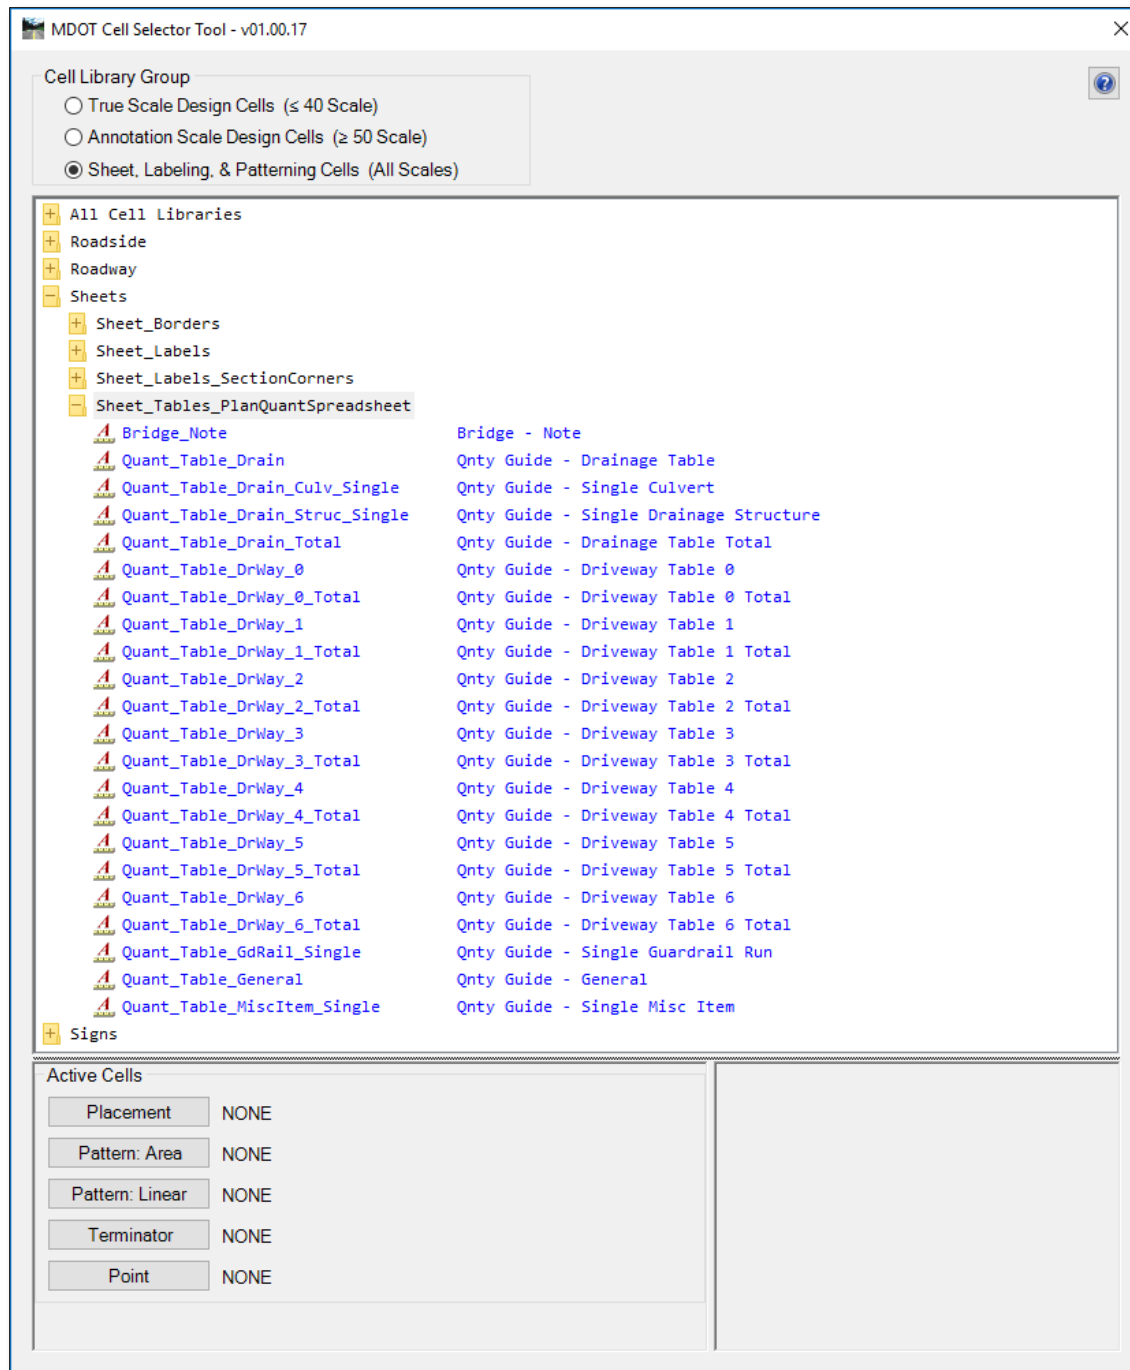 MDOT Cell Selector Tool - v01.00.17
Cell Library Group
True Scale Design Cells (≤ 40 Scale)
Annotation Scale Design Cells (≥ 50 Scale)
Sheet, Labeling, & Patterning Cells (All Scales)
All Cell Libraries
Roadside
Roadway
Sheets
Sheet_Borders
Sheet_Labels
Sheet_Labels_SectionCorners
Sheet_Tables_PlanQuantSpreadsheet
Bridge_Note Bridge - Note
Quant_Table_Drain Qnty Guide - Drainage Table
Quant_Table_Drain_Culv_Single Qnty Guide - Single Culvert
Quant_Table_Drain_Struc_Single Qnty Guide - Single Drainage Structure
Quant_Table_Drain_Total Qnty Guide - Drainage Table Total
Quant_Table_DrWay_0 Qnty Guide - Driveway Table 0
Quant_Table_DrWay_0_Total Qnty Guide - Driveway Table 0 Total
Quant_Table_DrWay_1 Qnty Guide - Driveway Table 1
Quant_Table_DrWay_1_Total Qnty Guide - Driveway Table 1 Total
Quant_Table_DrWay_2 Qnty Guide - Driveway Table 2
Quant_Table_DrWay_2_Total Qnty Guide - Driveway Table 2 Total
Quant_Table_DrWay_3 Qnty Guide - Driveway Table 3
Quant_Table_DrWay_3_Total Qnty Guide - Driveway Table 3 Total
Quant_Table_DrWay_4 Qnty Guide - Driveway Table 4
Quant_Table_DrWay_4_Total Qnty Guide - Driveway Table 4 Total
Quant_Table_DrWay_5 Qnty Guide - Driveway Table 5
Quant_Table_DrWay_5_Total Qnty Guide - Driveway Table 5 Total
Quant_Table_DrWay_6 Qnty Guide - Driveway Table 6
Quant_Table_DrWay_6_Total Qnty Guide - Driveway Table 6 Total
Quant_Table_GdRail_Single Qnty Guide - Single Guardrail Run
Quant_Table_General Qnty Guide - General
Quant_Table_MiscItem_Single Qnty Guide - Single Misc Item
Signs
Active Cells
Placement NONE
Pattern: Area NONE
Pattern: Linear NONE
Terminator NONE
Point NONE